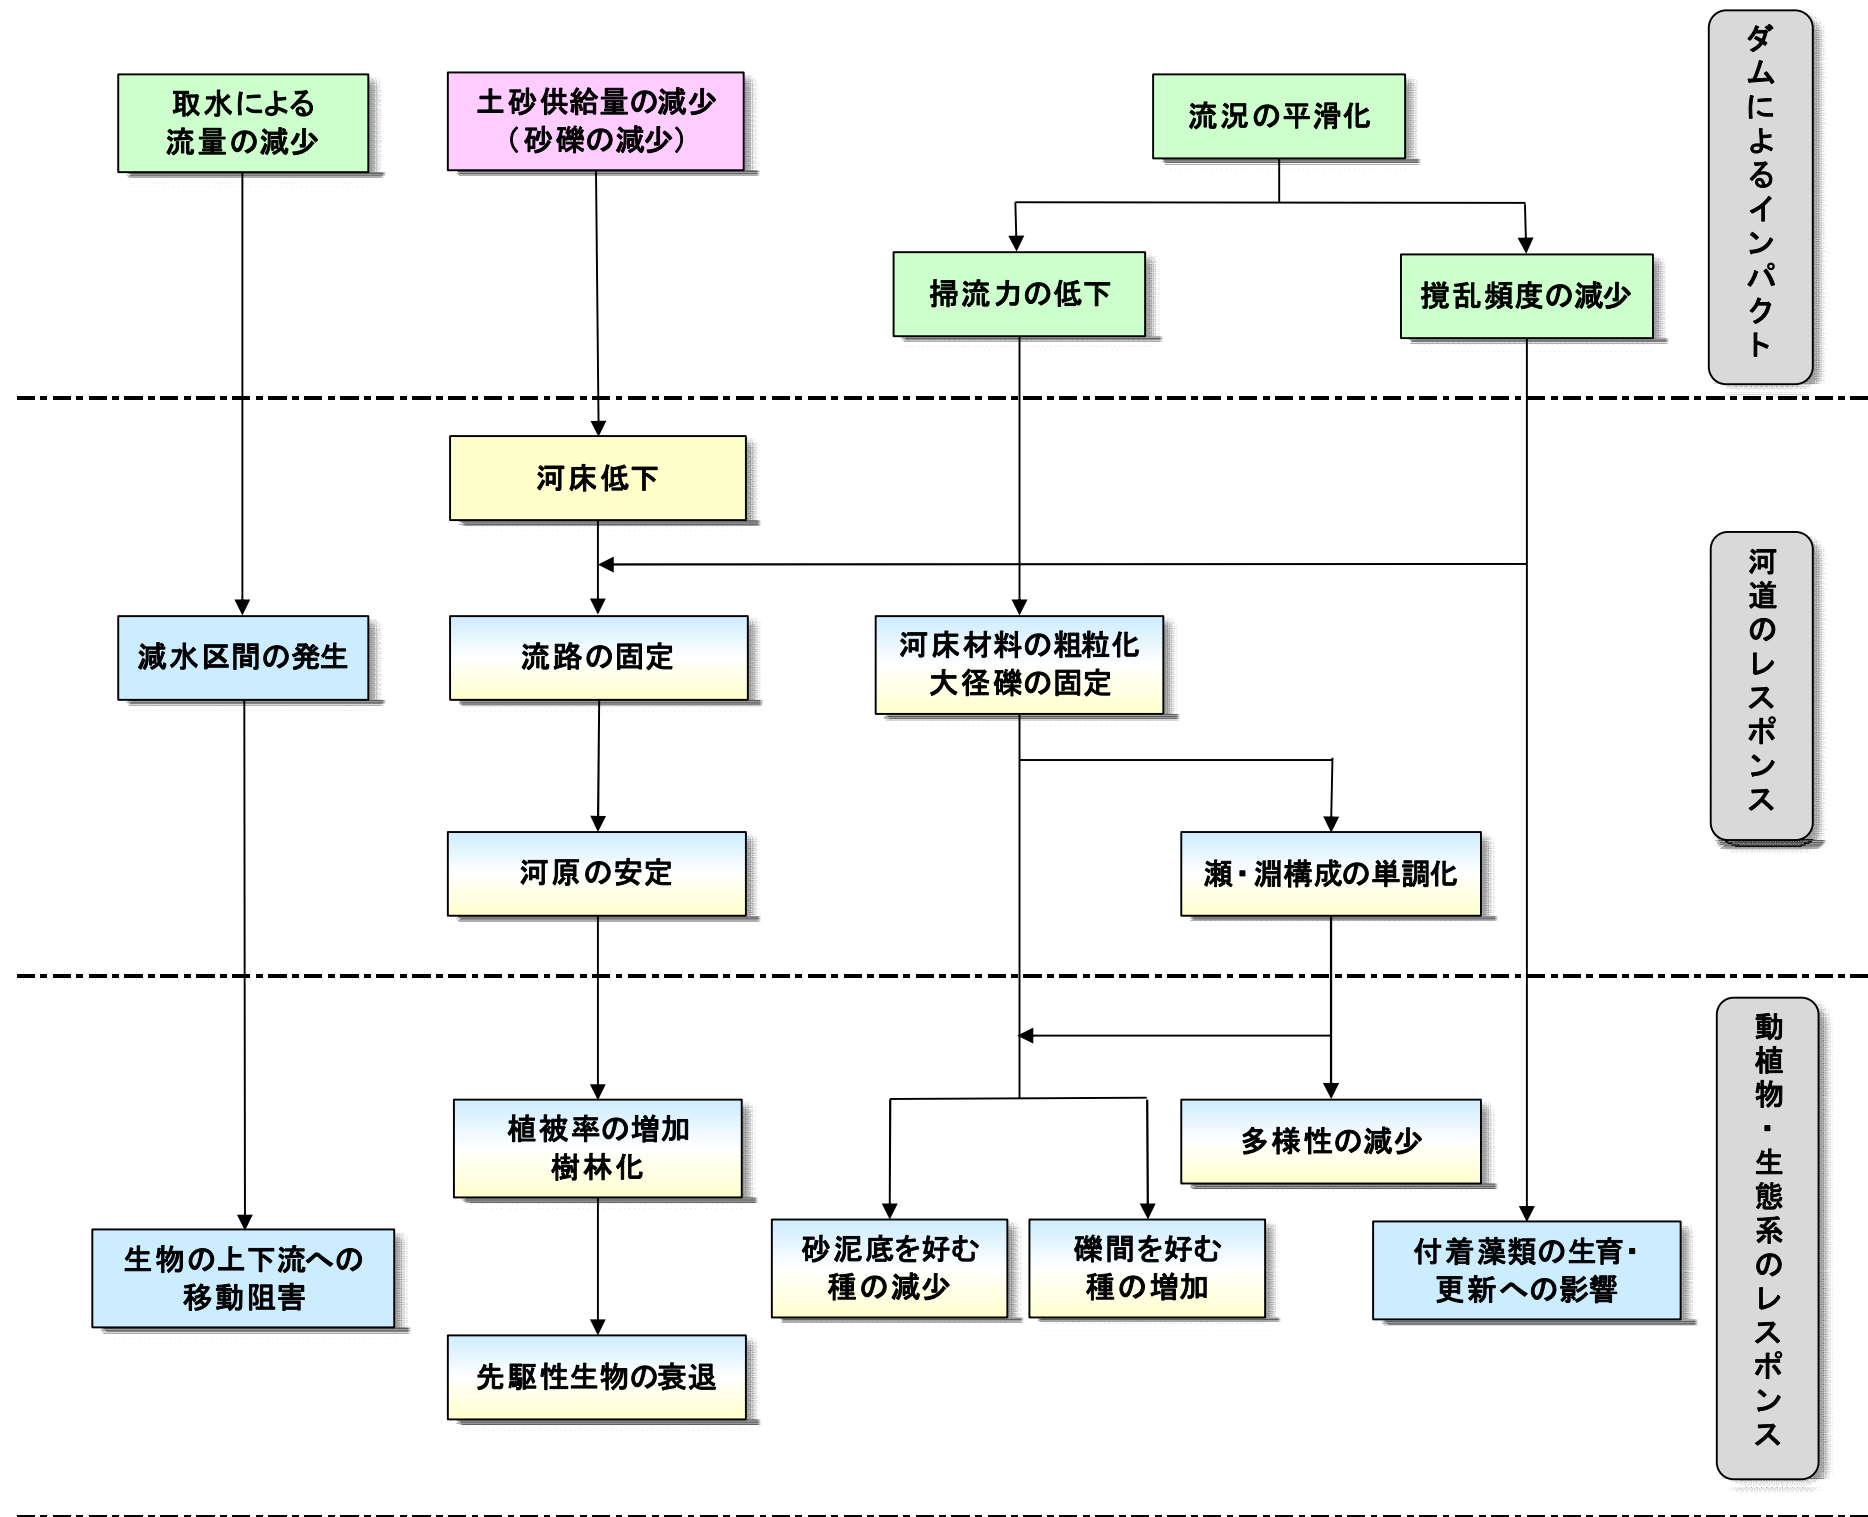 取水による
流量の減少
土砂供給量の減少
（砂礫の減少）
流況の平滑化
掃流力の低下
撹乱頻度の減少
ダムによるインパクト
河床低下
減水区間の発生
流路の固定
河床材料の粗粒化
大径礫の固定
河原の安定
瀬・淵構成の単調化
河道のレスポンス
植被率の増加
樹林化
多様性の減少
生物の上下流への
移動阻害
砂泥底を好む
種の減少
礫間を好む
種の増加
付着藻類の生育・
更新への影響
先駆性生物の衰退
動植物・生態系のレスポンス